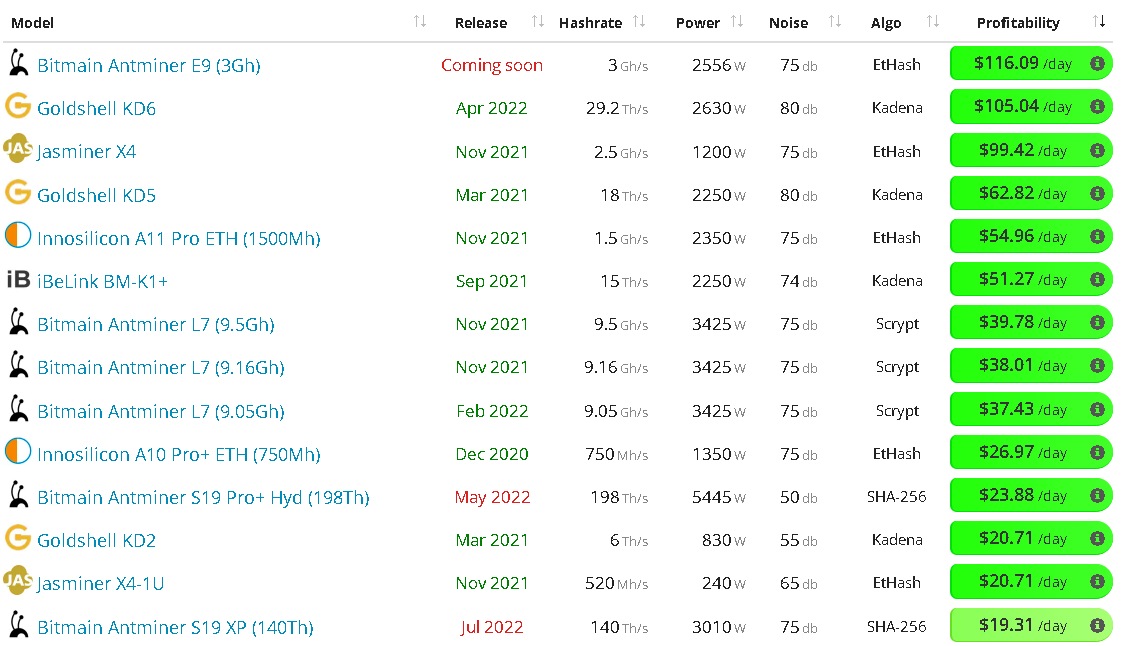 Model Release Hashrate Power Noise Algo Profitability
Bitmain Antminer E9 (3Gh) Coming soon 3 Gh/s 2556 W 75 db EtHash $116.09 /day
Goldshell KD6 Apr 2022 29.2 Th/s 2630 W 80 db Kadena $105.04 /day
JAS Jasminer X4 Nov 2021 2.5 Gh/s 1200 W 75 db EtHash $99.42 /day
Goldshell KD5 Mar 2021 18 Th/s 2250 W 80 db Kadena $62.82 /day
Innosilicon A11 Pro ETH (1500Mh) Nov 2021 1.5 Gh/s 2350 W 75 db EtHash $54.96 /day
iB iBeLink BM-K1+ Sep 2021 15 Th/s 2250 W 74 db Kadena $51.27 /day
Bitmain Antminer L7 (9.5Gh) Nov 2021 9.5 Gh/s 3425 W 75 db Scrypt $39.78 /day
Bitmain Antminer L7 (9.16Gh) Nov 2021 9.16 Gh/s 3425 W 75 db Scrypt $38.01 /day
Bitmain Antminer L7 (9.05Gh) Feb 2022 9.05 Gh/s 3425 W 75 db Scrypt $37.43 /day
Innosilicon A10 Pro+ ETH (750Mh) Dec 2020 750 Mh/s 1350 W 75 db EtHash $26.97 /day
Bitmain Antminer S19 Pro+ Hyd (198Th) May 2022 198 Th/s 5445 W 50 db SHA-256 $23.88 /day
Goldshell KD2 Mar 2021 6 Th/s 830 W 55 db Kadena $20.71 /day
JAS Jasminer X4-1U Nov 2021 520 Mh/s 240 W 65 db EtHash $20.71 /day
Bitmain Antminer S19 XP (140Th) Jul 2022 140 Th/s 3010 W 75 db SHA-256 $19.31 /day